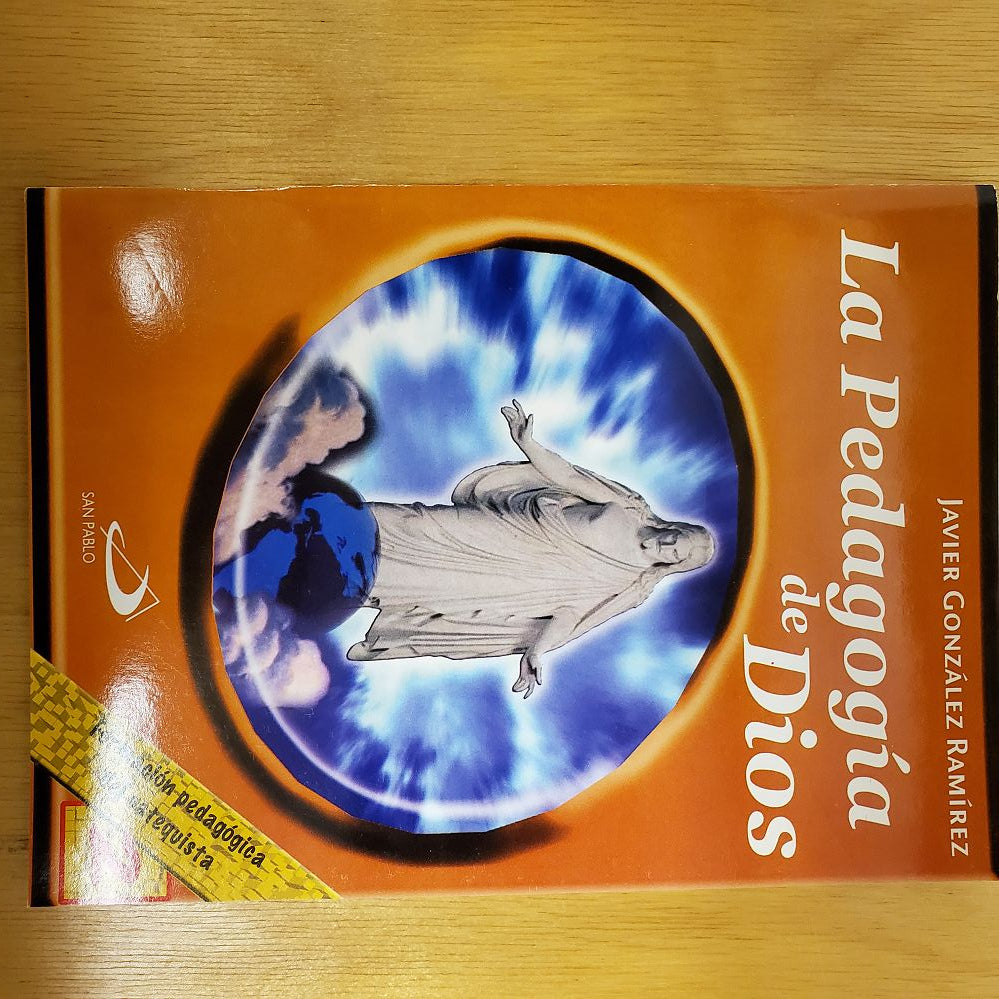 JAVIER GONZÁLEZ RAMÍREZ
La Pedagogía
de Dios
pedagógica
SAN PABLO